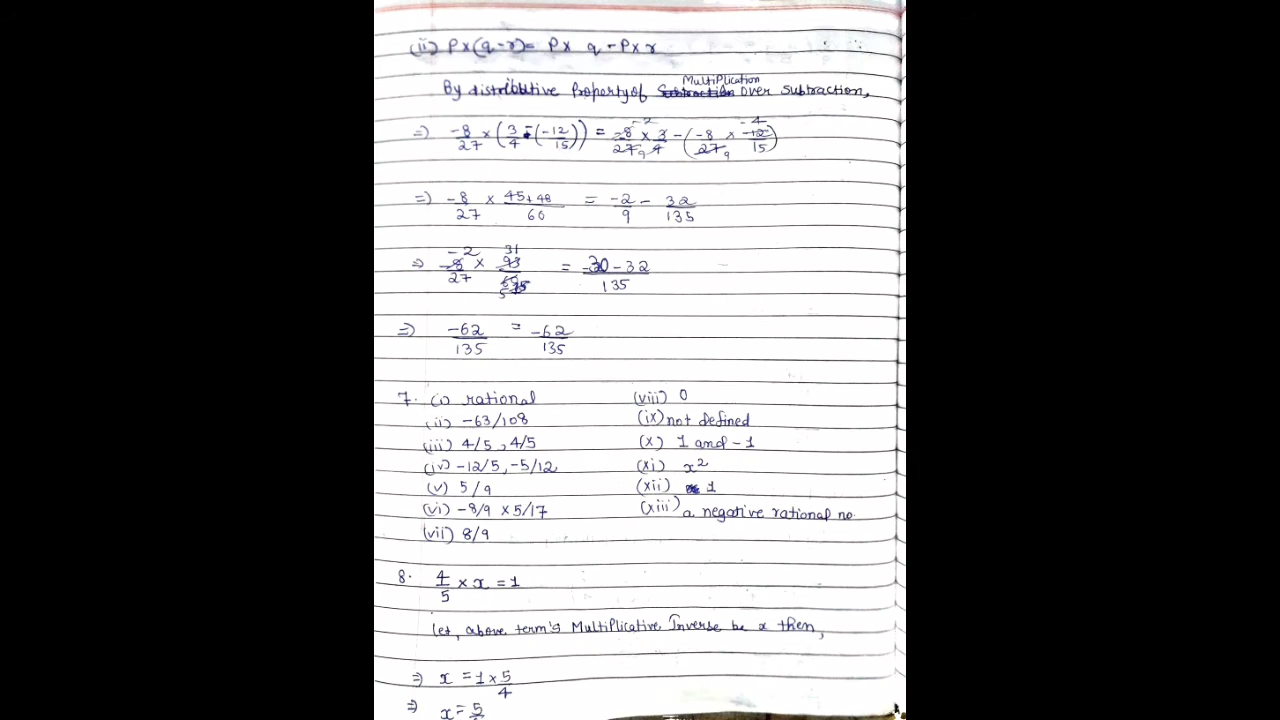 (ii) P×(q-r)= P× q - P×r
By distributive Property of Multiplication over subtraction,
⇒ -8/27 × (3/4 - (-12/15)) = -8/27 × 3/4 - (-8/27 × -12/15)
⇒ -8/27 × 45+48/60 = -2/9 - 32/135
⇒ -8/27 × 93/60 = -30-32/135
⇒ -62/135 = -62/135
7. (i) rational (viii) 0
(ii) -63/108 (ix) not defined
(iii) 4/5, 4/5 (x) 1 and -1
(iv) -12/5, -5/12 (xi) x²
(v) 5/9 (xii) 1
(vi) -8/9 × 5/17 (xiii) a negative rational no.
(vii) 8/9
8. 4/5 × x = 1
let, above term's Multiplicative Inverse be x then,
⇒ x = 1×5/4
⇒ x = 5/